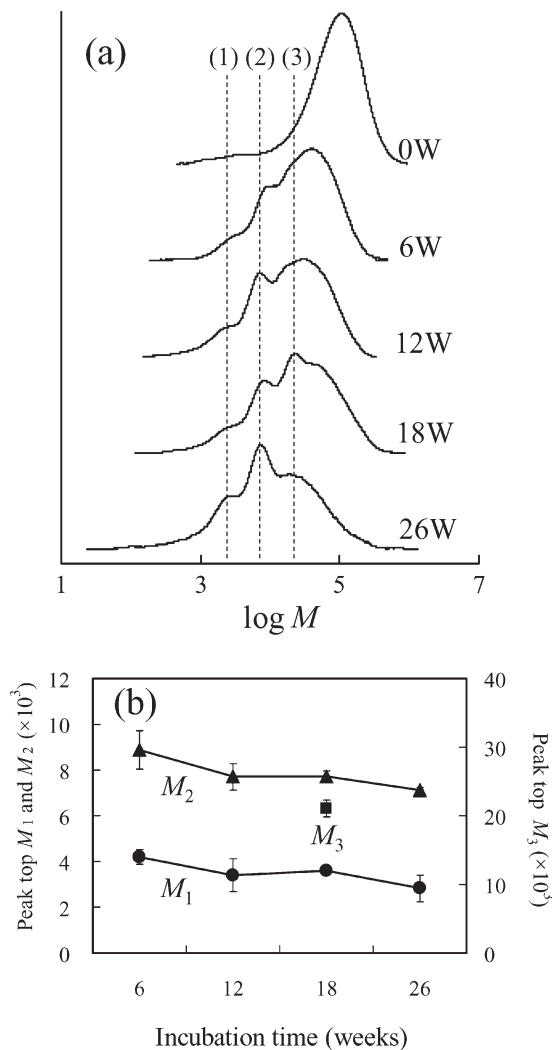 (a)
(1) (2) (3)
0W
6W
12W
18W
26W
1 3 5 7
log M
(b)
Peak top M1 and M2 (×10³)
12
10
8
6
4
2
0
M2
M3
M1
40
30
20
10
0
Peak top M3 (×10³)
6 12 18 26
Incubation time (weeks)